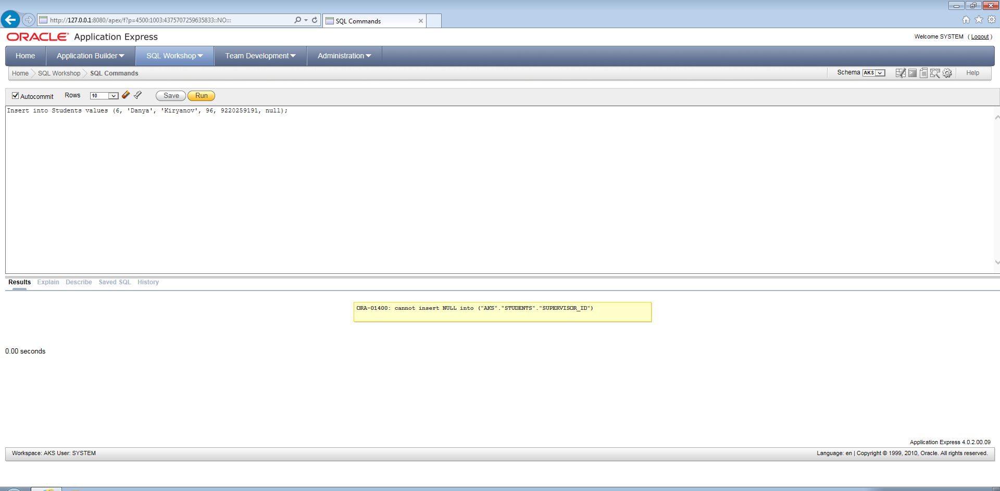 http://127.0.0.1:8080/apex/f?p=4500:1003:4375707259635833::NO:::
SQL Commands
ORACLE Application Express
Welcome SYSTEM ( Logout )
Home Application Builder SQL Workshop Team Development Administration
Home SQL Workshop SQL Commands
Schema AKS Help
Autocommit Rows 10 Save Run
Insert into Students values (6, 'Danya', 'Kiryanov', 96, 9220259191, null);
Results Explain Describe Saved SQL History
ORA-01400: cannot insert NULL into ("AKS"."STUDENTS"."SUPERVISOR_ID")
0.00 seconds
Application Express 4.0.2.00.09
Workspace: AKS User: SYSTEM
Language: en | Copyright © 1999, 2010, Oracle. All rights reserved.